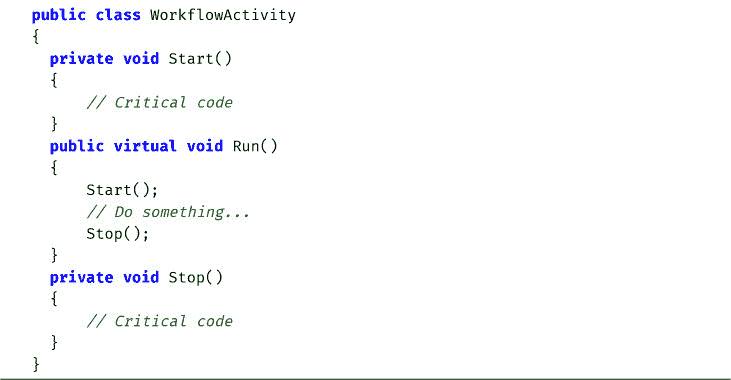 public class WorkflowActivity
{
private void Start()
{
// Critical code
}
public virtual void Run()
{
Start();
// Do something...
Stop();
}
private void Stop()
{
// Critical code
}
}